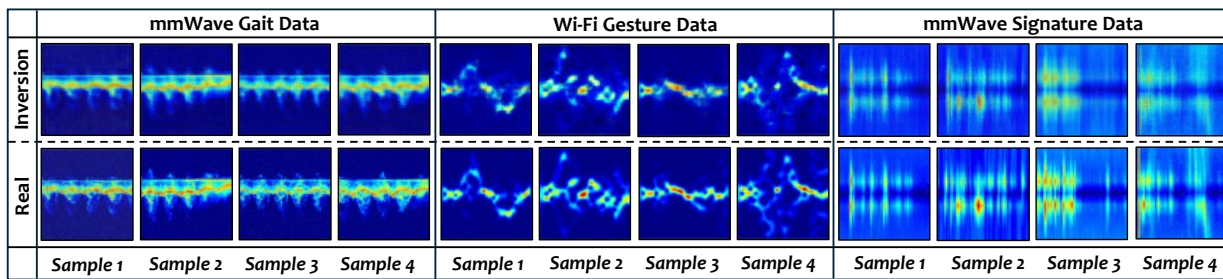 mmWave Gait Data Wi-Fi Gesture Data mmWave Signature Data
Inversion
Real
Sample 1 Sample 2 Sample 3 Sample 4 Sample 1 Sample 2 Sample 3 Sample 4 Sample 1 Sample 2 Sample 3 Sample 4